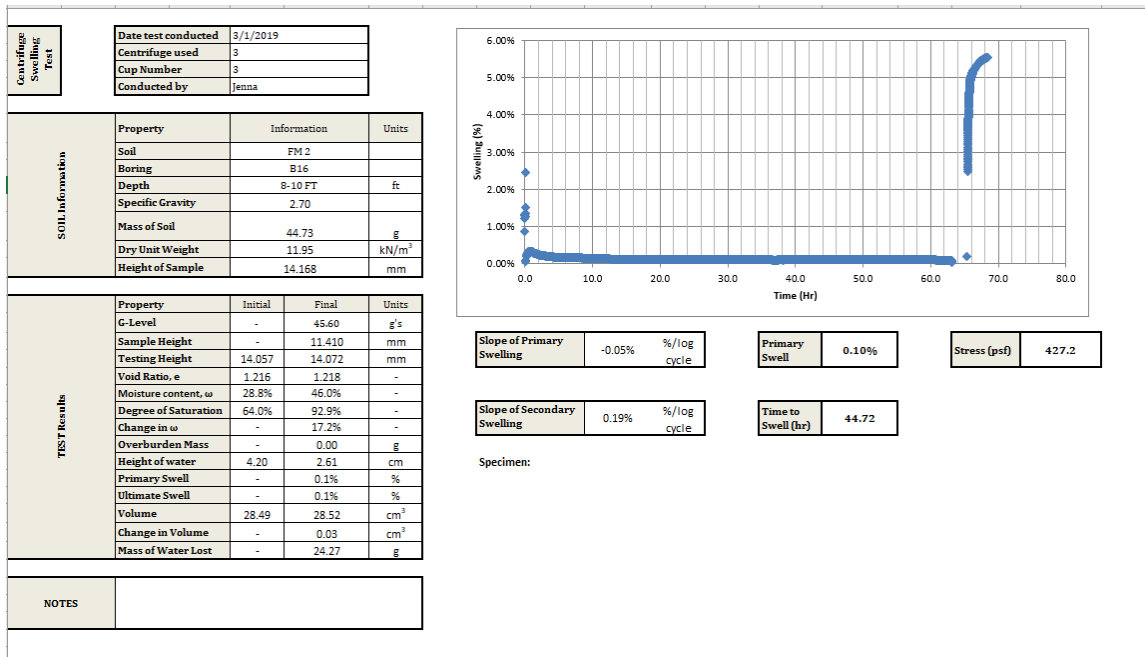 Centrifuge
Swelling
Test
Date test conducted 3/1/2019
Centrifuge used 3
Cup Number 3
Conducted by Jenna
SOIL Information
Property Information Units
Soil FM 2
Boring B16
Depth 8-10 FT ft
Specific Gravity 2.70
Mass of Soil 44.73 g
Dry Unit Weight 11.95 kN/m³
Height of Sample 14.168 mm
TEST Results
Property Initial Final Units
G-Level - 45.60 g's
Sample Height - 11.410 mm
Testing Height 14.057 14.072 mm
Void Ratio, e 1.216 1.218 -
Moisture content, ω 28.8% 46.0% -
Degree of Saturation 64.0% 92.9% -
Change in ω - 17.2% -
Overburden Mass - 0.00 g
Height of water 4.20 2.61 cm
Primary Swell - 0.1% %
Ultimate Swell - 0.1% %
Volume 28.49 28.52 cm³
Change in Volume - 0.03 cm³
Mass of Water Lost - 24.27 g
NOTES
Swelling (%)
6.00%
5.00%
4.00%
3.00%
2.00%
1.00%
0.00%
0.0 10.0 20.0 30.0 40.0 50.0 60.0 70.0 80.0
Time (Hr)
Slope of Primary
Swelling
-0.05%
%/log
cycle
Primary
Swell
0.10%
Stress (psf) 427.2
Slope of Secondary
Swelling
0.19%
%/log
cycle
Time to
Swell (hr)
44.72
Specimen: